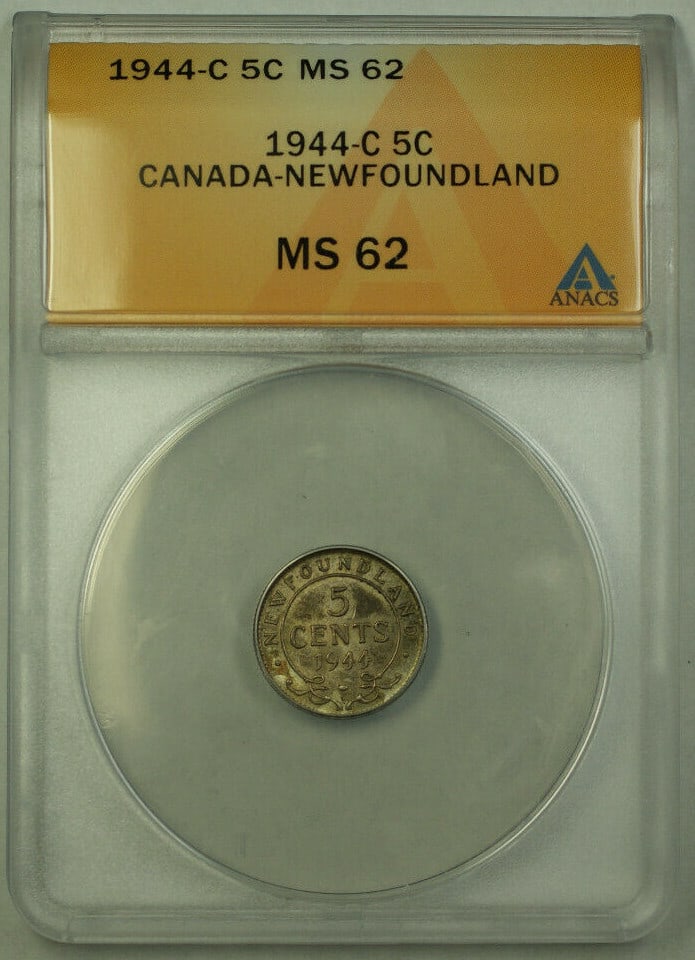 1944-C 5C MS 62
1944-C 5C
CANADA-NEWFOUNDLAND
MS 62
ANACS
NEWFOUNDLAND
5
CENTS
1944